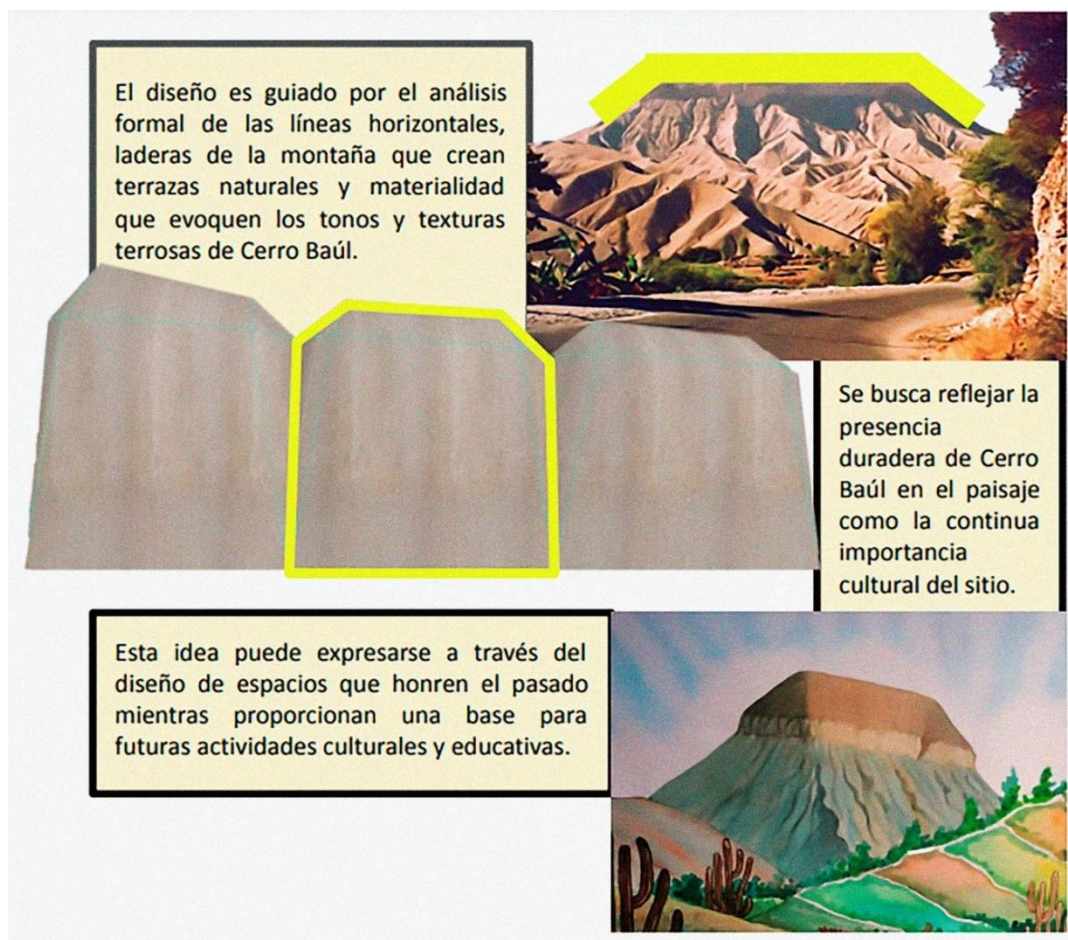 El diseño es guiado por el análisis
formal de las líneas horizontales,
laderas de la montaña que crean
terrazas naturales y materialidad
que evoquen los tonos y texturas
terrosas de Cerro Baúl.
Se busca reflejar la
presencia
duradera de Cerro
Baúl en el paisaje
como la continua
importancia
cultural del sitio.
Esta idea puede expresarse a través del
diseño de espacios que honren el pasado
mientras proporcionan una base para
futuras actividades culturales y educativas.